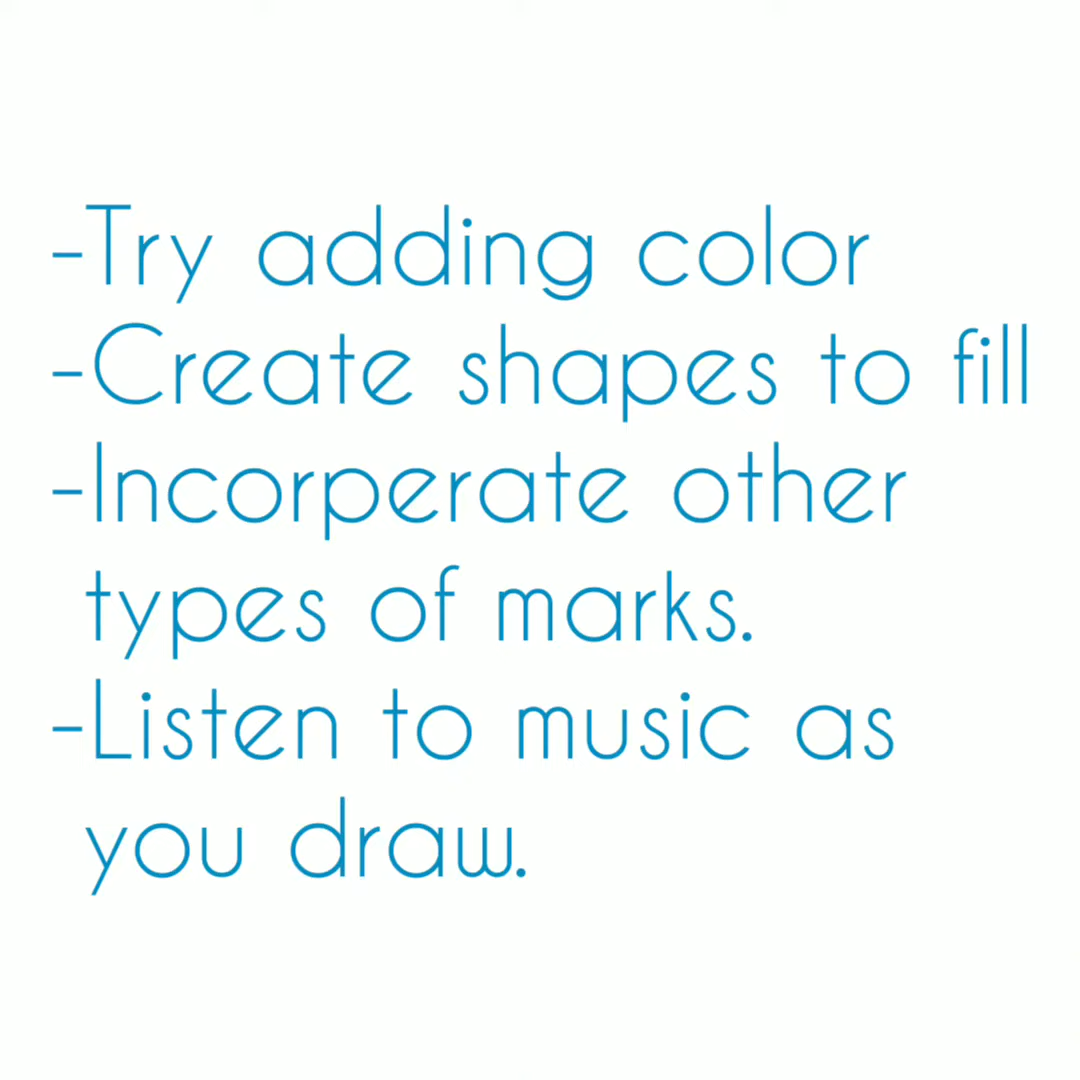 -Try adding color
-Create shapes to fill
-Incorperate other
types of marks.
-Listen to music as
you draw.